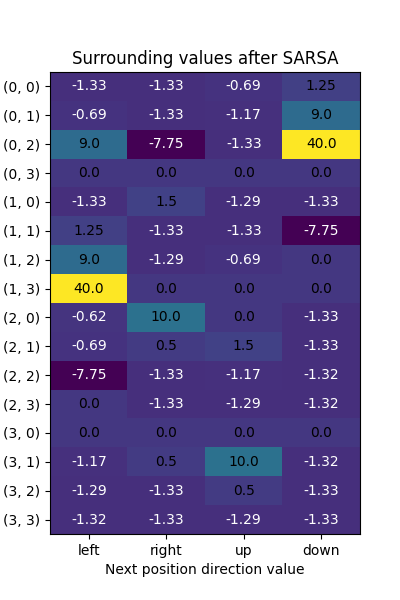 Surrounding values after SARSA
(0, 0) -1.33 -1.33 -0.69 1.25
(0, 1) -0.69 -1.33 -1.17 9.0
(0, 2) 9.0 -7.75 -1.33 40.0
(0, 3) 0.0 0.0 0.0 0.0
(1, 0) -1.33 1.5 -1.29 -1.33
(1, 1) 1.25 -1.33 -1.33 -7.75
(1, 2) 9.0 -1.29 -0.69 0.0
(1, 3) 40.0 0.0 0.0 0.0
(2, 0) -0.62 10.0 0.0 -1.33
(2, 1) -0.69 0.5 1.5 -1.33
(2, 2) -7.75 -1.33 -1.17 -1.32
(2, 3) 0.0 -1.33 -1.29 -1.32
(3, 0) 0.0 0.0 0.0 0.0
(3, 1) -1.17 0.5 10.0 -1.32
(3, 2) -1.29 -1.33 0.5 -1.33
(3, 3) -1.32 -1.33 -1.29 -1.33
left right up down
Next position direction value